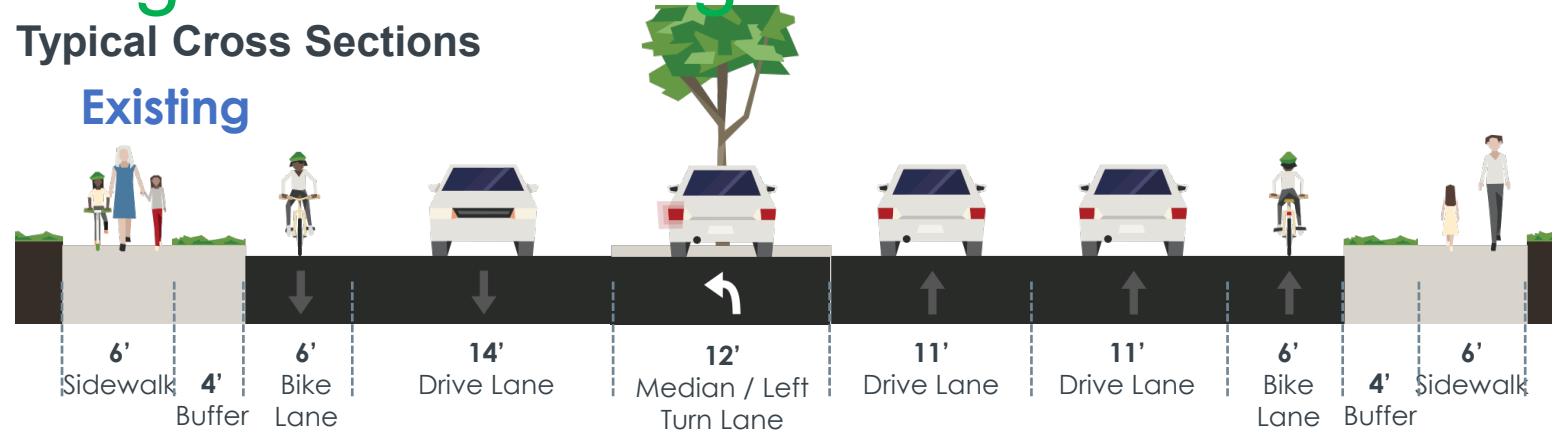 Typical Cross Sections
Existing
6’
Sidewalk
4’
Buffer
6’
Bike
Lane
14’
Drive Lane
12’
Median / Left
Turn Lane
11’
Drive Lane
11’
Drive Lane
6’
Bike
Lane
4’
Buffer
6’
Sidewalk